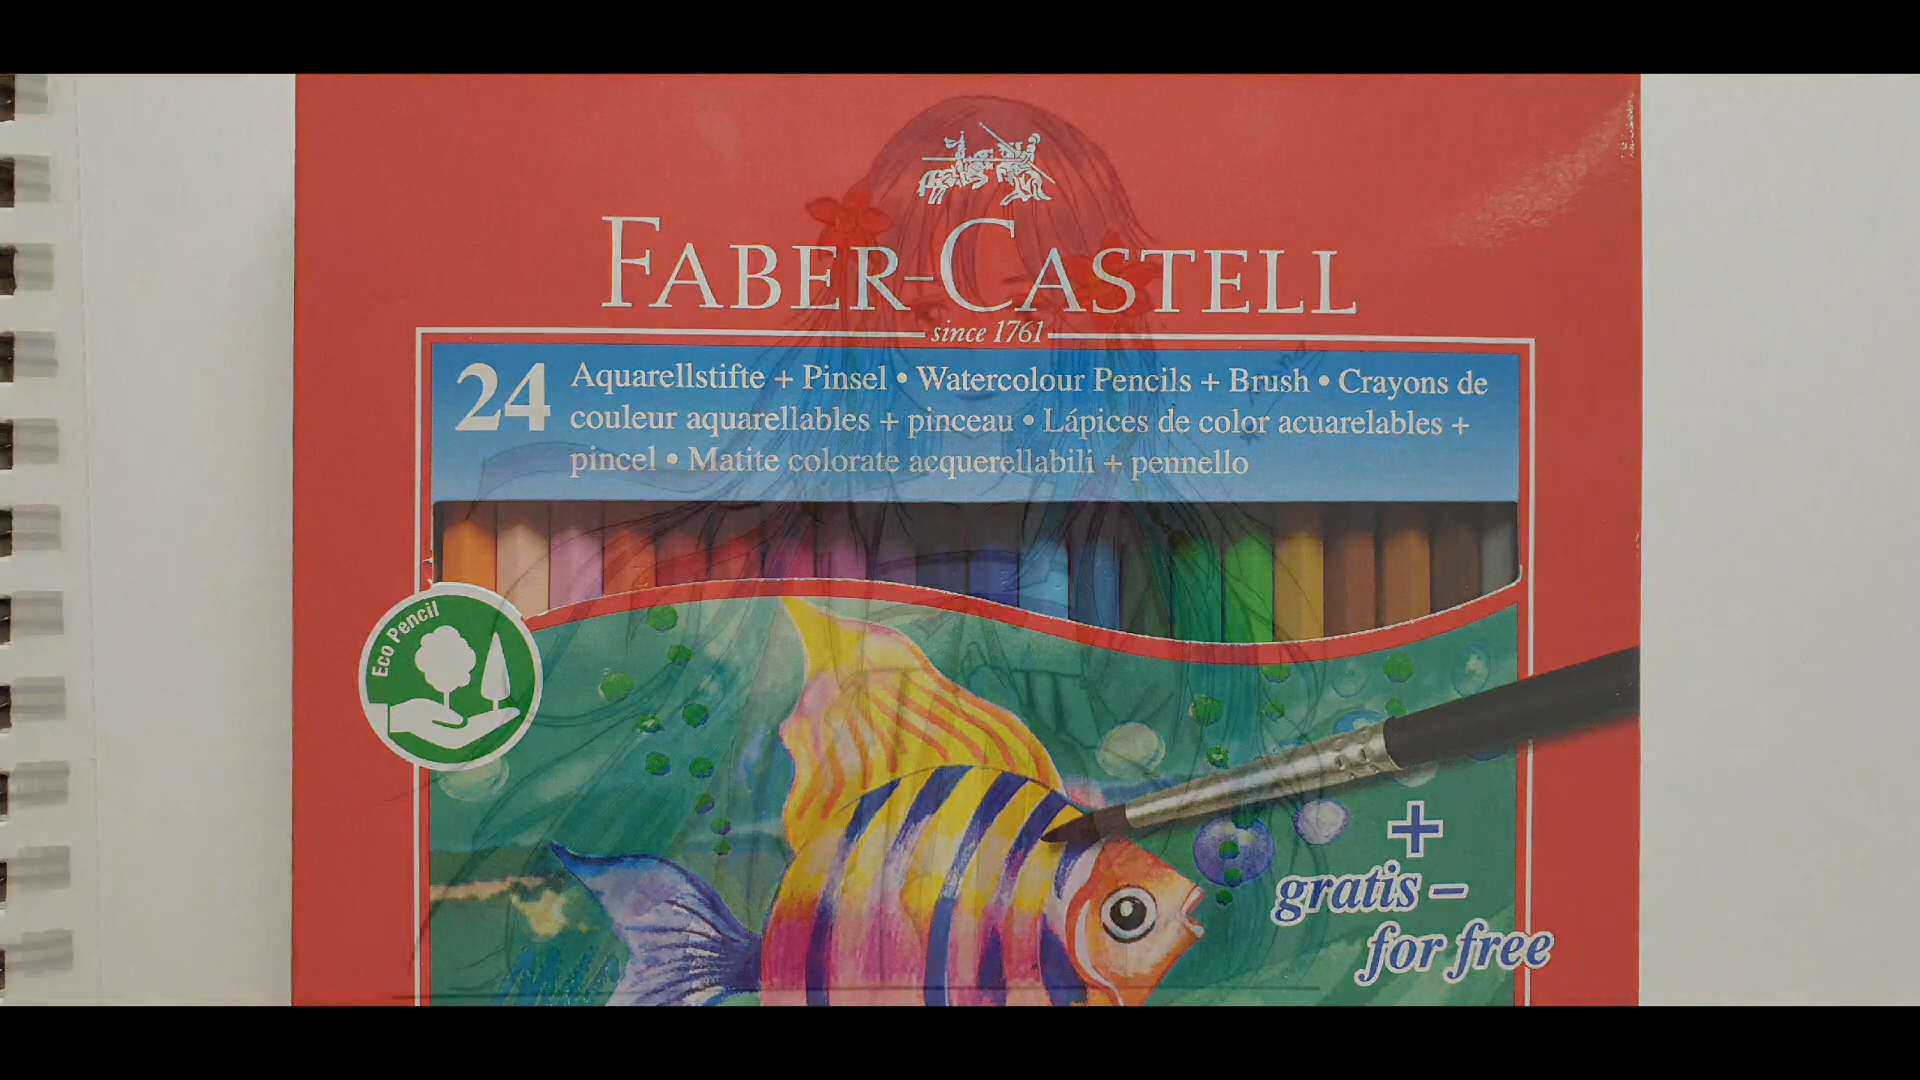 FABER-CASTELL
since 1761
24 Aquarellstifte + Pinsel • Watercolour Pencils + Brush • Crayons de
couleur aquarellables + pinceau • Lápices de color acuarelables +
pincel • Matite colorate acquerellabili + pennello
Eco Pencil
+
gratis –
for free